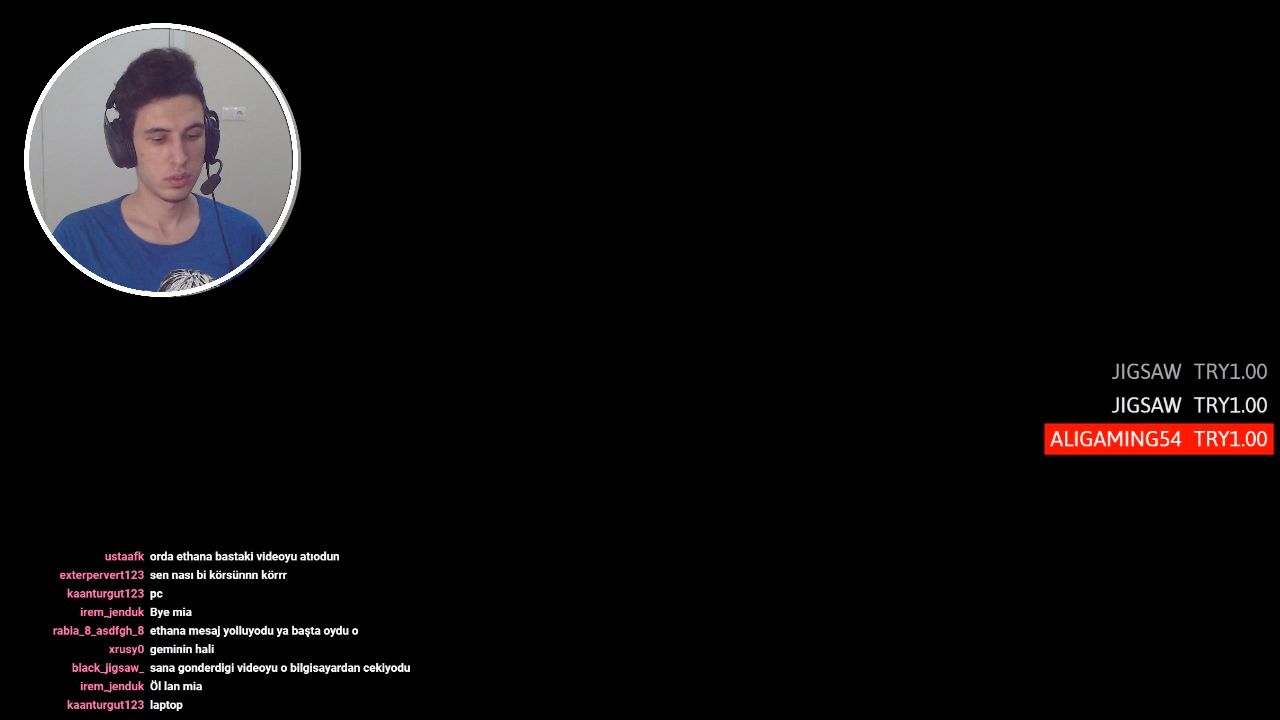 JIGSAW TRY1.00
JIGSAW TRY1.00
ALIGAMING54 TRY1.00
ustaafk orda ethana bastaki videoyu atıodun
exterpervert123 sen nası bi körsünnn körrr
kaanturgut123 pc
irem_jenduk Bye mia
rabia_8_asdfgh_8 ethana mesaj yolluyodu ya başta oydu o
xrusy0 geminin hali
black_jigsaw_ sana gonderdigi videoyu o bilgisayardan cekiyodu
irem_jenduk Öl lan mia
kaanturgut123 laptop